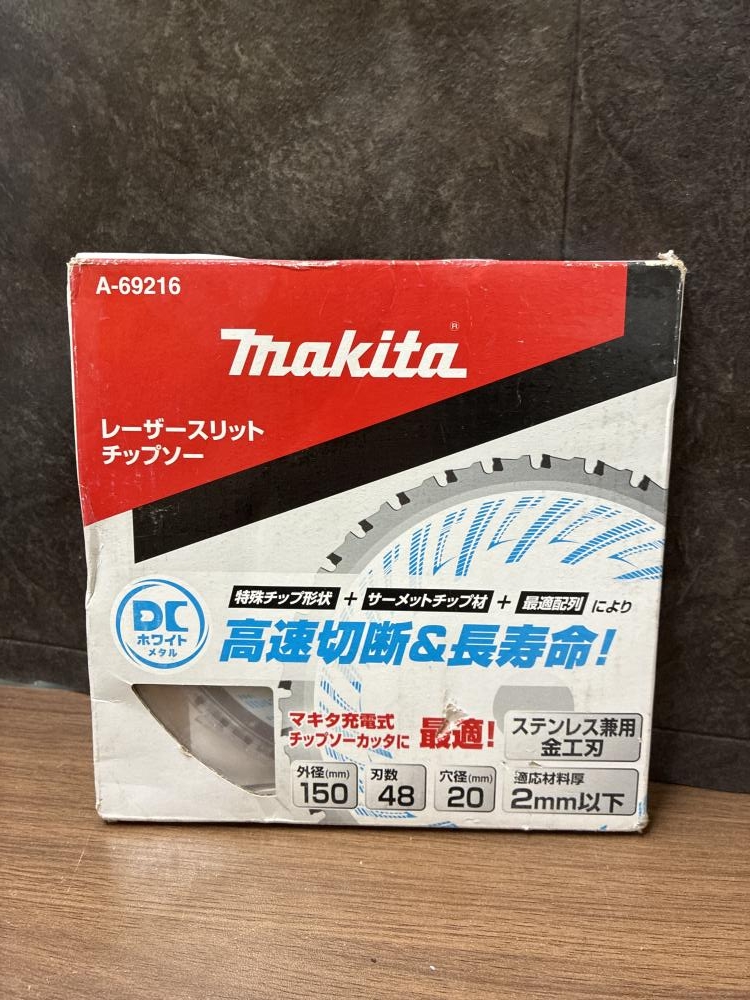 A-69216
makita®
レーザースリット
チップソー
DC
ホワイト
メタル
特殊チップ形状 + サーメットチップ材 + 最適配列 により
高速切断&長寿命!
マキタ充電式
チップソーカッタに 最適!
ステンレス兼用
金工刃
外径(mm)
150
刃数
48
穴径(mm)
20
適応材料厚
2mm以下